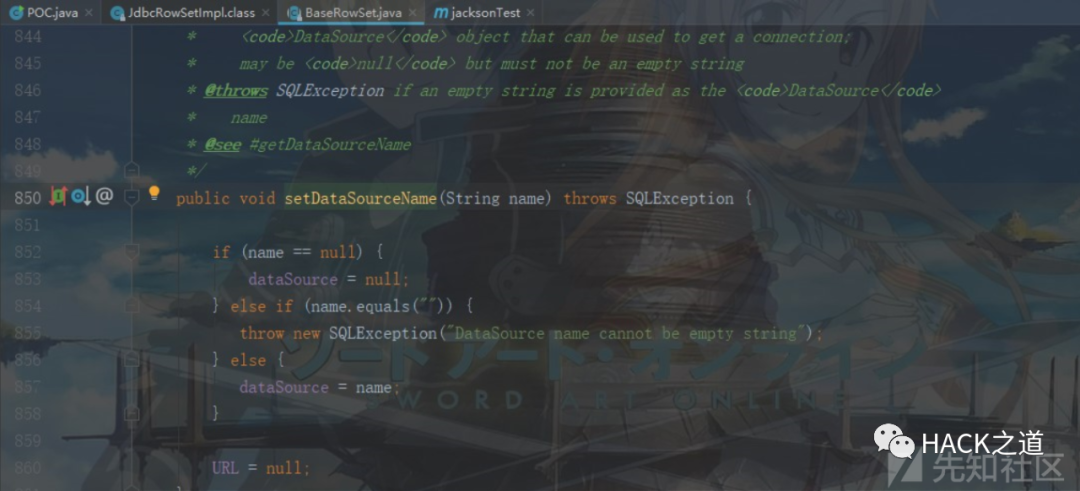 POC.java × JdbcRowSetImpl.class × BaseRowSet.java × jacksonTest ×
844 * <code>DataSource</code> object that can be used to get a connection;
845 * may be <code>null</code> but must not be an empty string
846 * @throws SQLException if an empty string is provided as the <code>DataSource</code>
847 * name
848 * @see #getDataSourceName
849 */
850 public void setDataSourceName(String name) throws SQLException {
851
852 if (name == null) {
853 dataSource = null;
854 } else if (name.equals("")) {
855 throw new SQLException("DataSource name cannot be empty string");
856 } else {
857 dataSource = name;
858 }
859
860 URL = null;
ソードアート・オンライン
SWORD ART ONLINE
HACK之道
先知社区